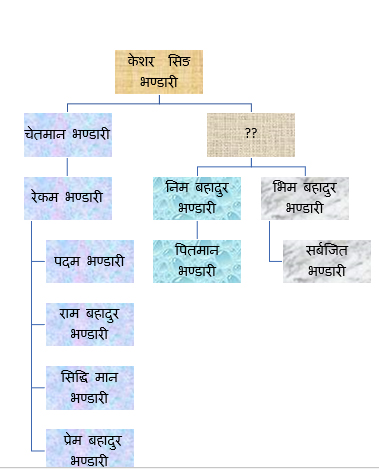 केशर सिङ
भण्डारी
चेतमान भण्डारी
??
रेकम भण्डारी
निम बहादुर
भण्डारी
भिम बहादुर
भण्डारी
पदम भण्डारी
पितमान
भण्डारी
सर्बजित
भण्डारी
राम बहादुर
भण्डारी
सिद्धि मान
भण्डारी
प्रेम बहादुर
भण्डारी